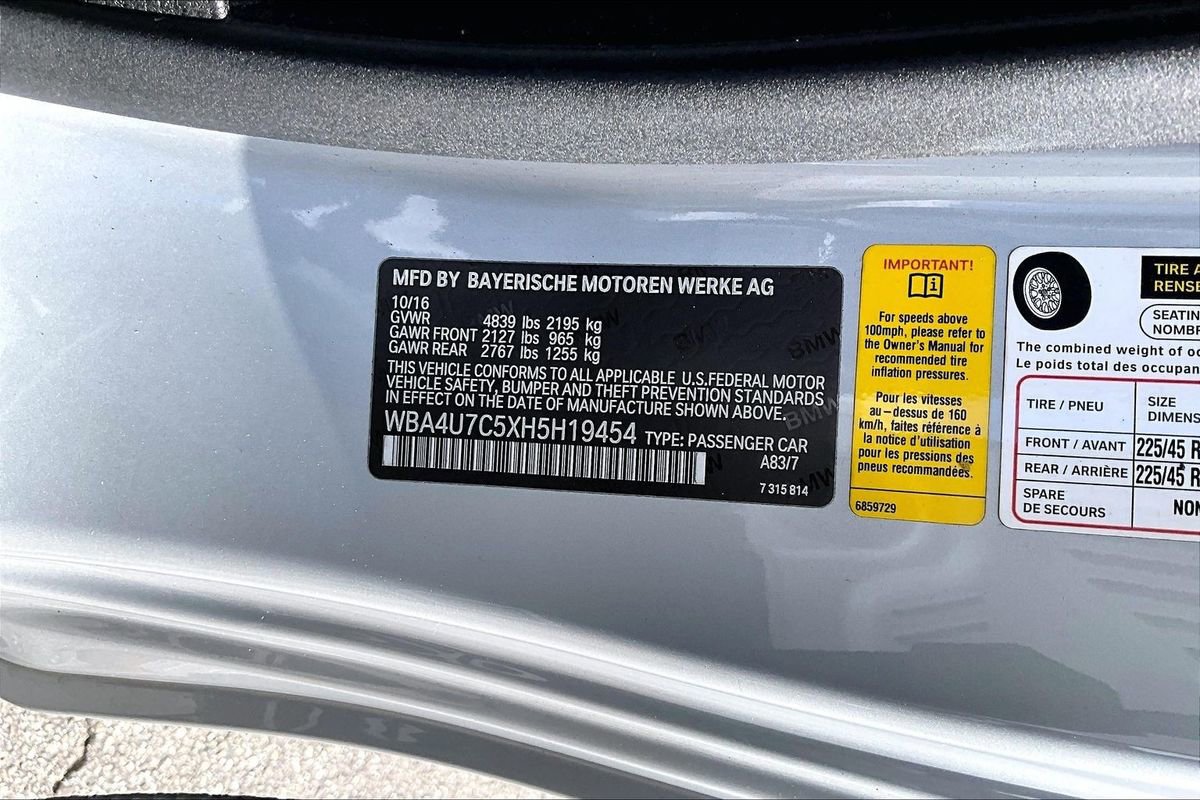 MFD BY BAYERISCHE MOTOREN WERKE AG
10/16
GVWR 4839 lbs 2195 kg
GAWR FRONT 2127 lbs 965 kg
GAWR REAR 2767 lbs 1255 kg
THIS VEHICLE CONFORMS TO ALL APPLICABLE U.S.FEDERAL MOTOR
VEHICLE SAFETY, BUMPER AND THEFT PREVENTION STANDARDS
IN EFFECT ON THE DATE OF MANUFACTURE SHOWN ABOVE.
WBA4U7C5XH5H19454 TYPE: PASSENGER CAR
A83/7
7 315 814
BMW
BMW
IMPORTANT!
For speeds above
100mph, please refer to
the Owner's Manual for
recommended tire
inflation pressures.
Pour les vitesses
au-dessus de 160
km/h, faites référence à
la notice d'utilisation
pour les pressions des
pneus recommandées.
6859729
TIRE A
RENSE
SEATIN
NOMBR
The combined weight of oc
Le poids total des occupan
TIRE / PNEU
SIZE
DIMENS
FRONT / AVANT 225/45 R
REAR / ARRIÈRE 225/45 R
SPARE
DE SECOURS
NON